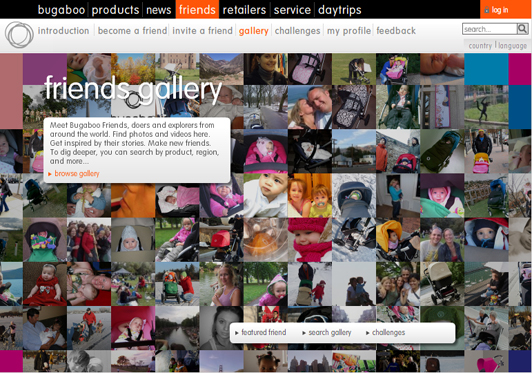 bugaboo products news friends retailers service daytrips log in
introduction become a friend invite a friend gallery challenges my profile feedback search...
country language
friends gallery
Meet Bugaboo Friends, doers and explorers from
around the world. Find photos and videos here.
Get inspired by their stories. Make new friends.
To dig deeper, you can search by product, region,
and more...
browse gallery
featured friend search gallery challenges